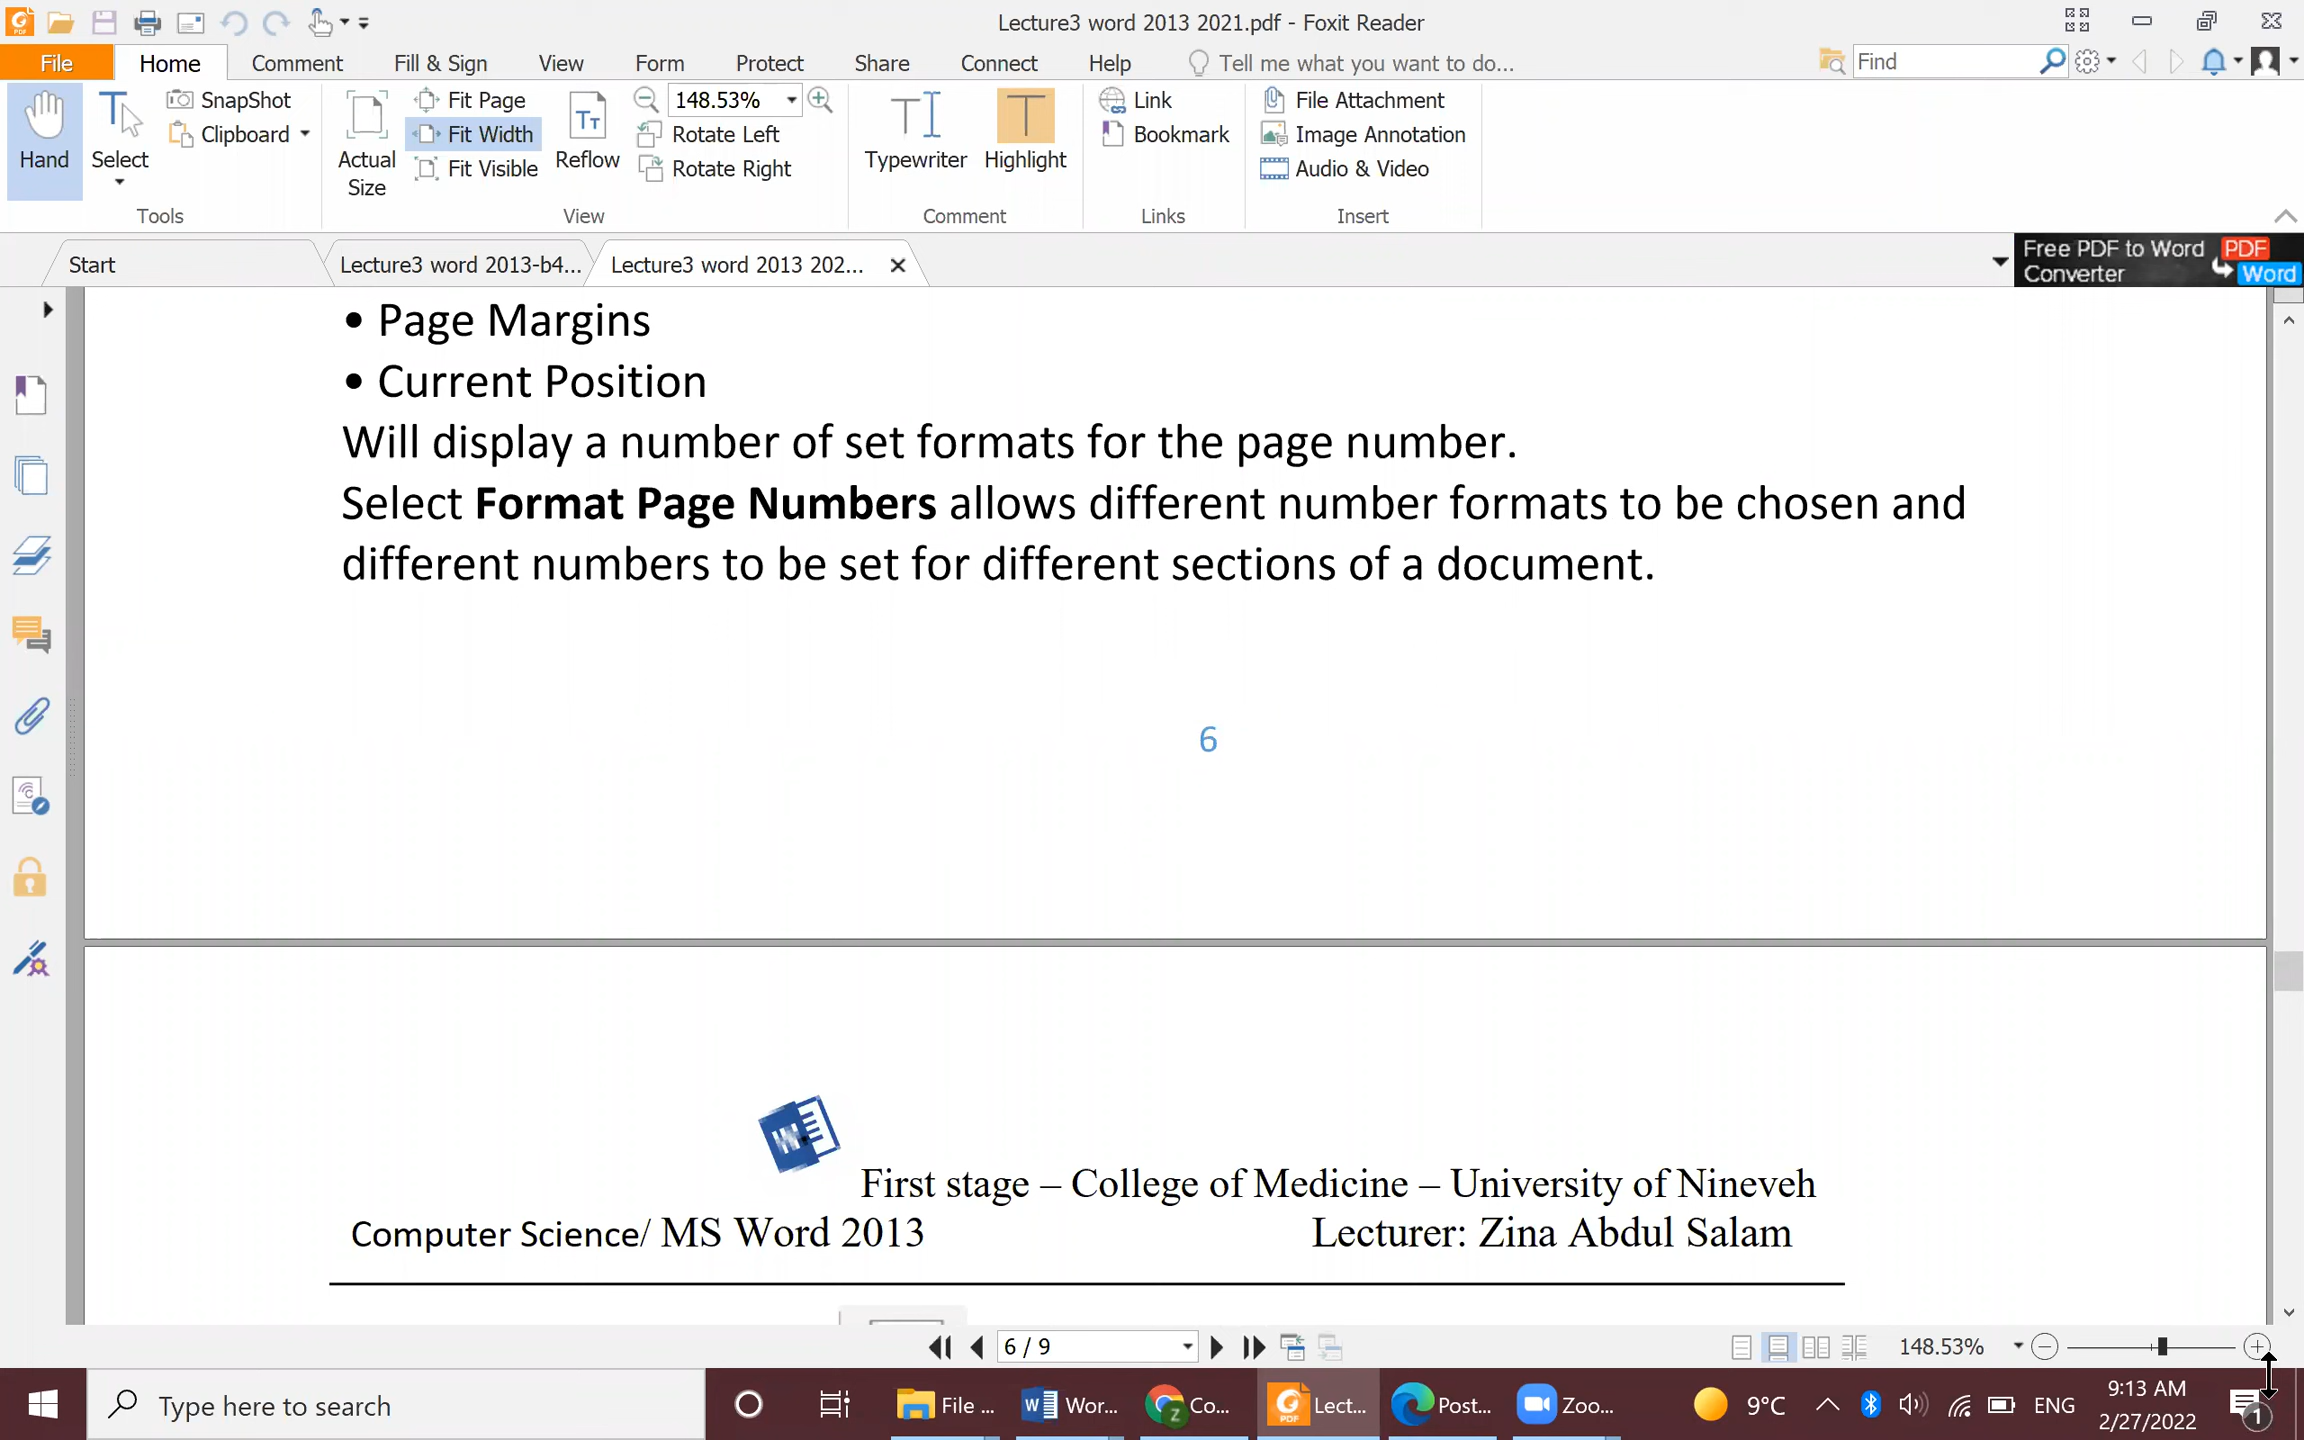 Lecture3 word 2013 2021.pdf - Foxit Reader
File Home Comment Fill & Sign View Form Protect Share Connect Help Tell me what you want to do... Find
Hand
Select
SnapShot
Clipboard
Tools
Actual Size
Fit Page
Fit Width
Fit Visible
Reflow
148.53%
Rotate Left
Rotate Right
View
Typewriter
Highlight
Comment
Link
Bookmark
Links
File Attachment
Image Annotation
Audio & Video
Insert
Start
Lecture3 word 2013-b4...
Lecture3 word 2013 202...
Free PDF to Word
Converter
PDF
Word
• Page Margins
• Current Position
Will display a number of set formats for the page number.
Select Format Page Numbers allows different number formats to be chosen and
different numbers to be set for different sections of a document.
6
First stage – College of Medicine – University of Nineveh
Computer Science/ MS Word 2013 Lecturer: Zina Abdul Salam
6 / 9
148.53%
Type here to search
File ...
Wor...
Co...
Lect...
Post...
Zoo...
9°C
ENG
9:13 AM
2/27/2022
1